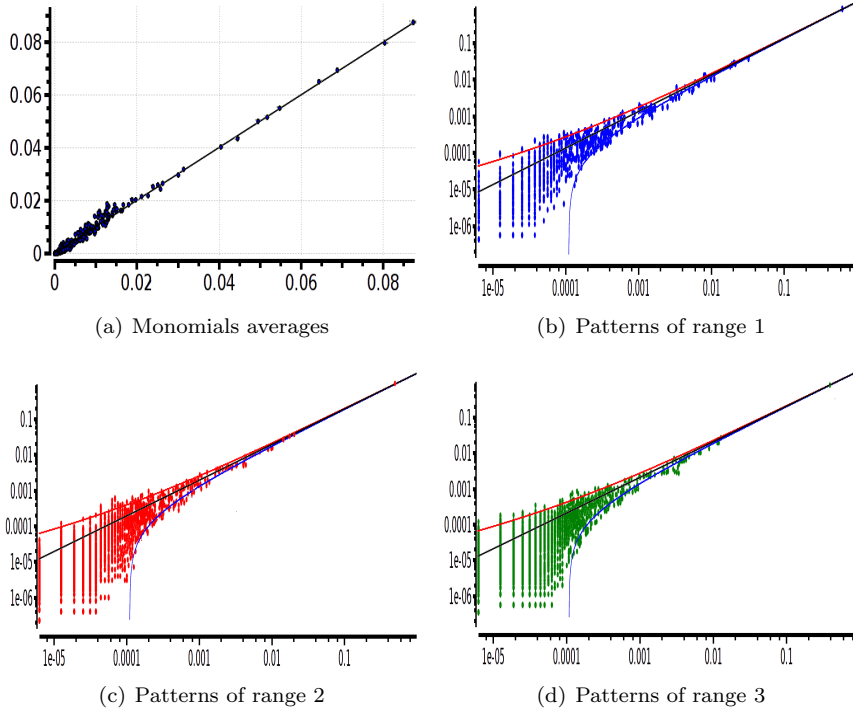 0.08
0.06
0.04
0.02
0
0 0.02 0.04 0.06 0.08
(a) Monomials averages
0.1
0.01
0.001
0.0001
1e-05
1e-06
1e-05 0.0001 0.001 0.01 0.1
(b) Patterns of range 1
0.1
0.01
0.001
0.0001
1e-05
1e-06
1e-05 0.0001 0.001 0.01 0.1
(c) Patterns of range 2
0.1
0.01
0.001
0.0001
1e-05
1e-06
1e-05 0.0001 0.001 0.01 0.1
(d) Patterns of range 3